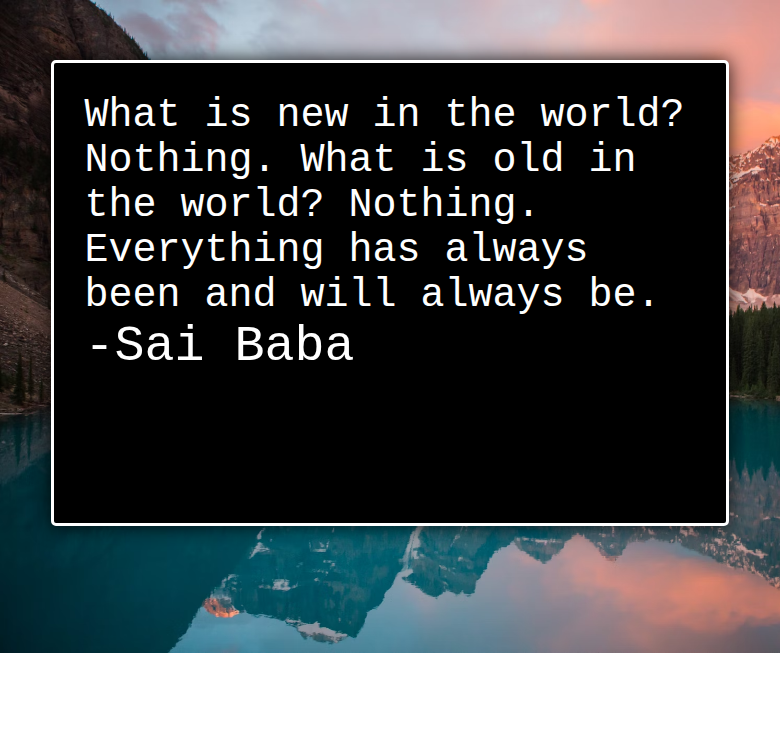 What is new in the world?
Nothing. What is old in
the world? Nothing.
Everything has always
been and will always be.
-Sai Baba